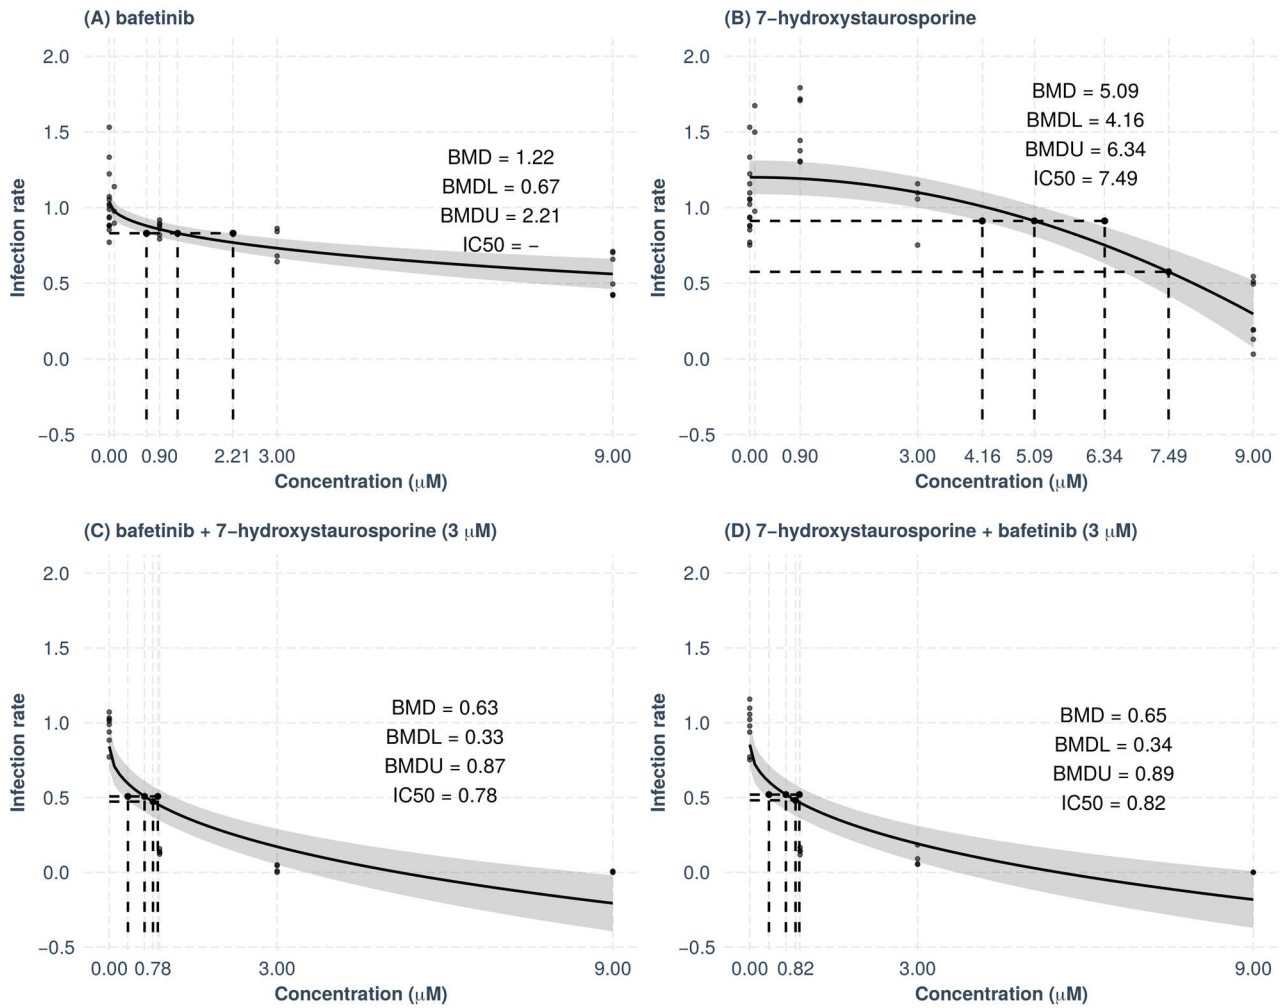 (A) bafetinib
2.0
1.5
1.0
0.5
0.0
−0.5
Infection rate
BMD = 1.22
BMDL = 0.67
BMDU = 2.21
IC50 = −
0.00 0.90 2.21 3.00 9.00
Concentration (μM)
(B) 7−hydroxystaurosporine
2.0
1.5
1.0
0.5
0.0
−0.5
Infection rate
BMD = 5.09
BMDL = 4.16
BMDU = 6.34
IC50 = 7.49
0.00 0.90 3.00 4.16 5.09 6.34 7.49 9.00
Concentration (μM)
(C) bafetinib + 7−hydroxystaurosporine (3 μM)
2.0
1.5
1.0
0.5
0.0
−0.5
Infection rate
BMD = 0.63
BMDL = 0.33
BMDU = 0.87
IC50 = 0.78
0.00 0.78 3.00 9.00
Concentration (μM)
(D) 7−hydroxystaurosporine + bafetinib (3 μM)
2.0
1.5
1.0
0.5
0.0
−0.5
Infection rate
BMD = 0.65
BMDL = 0.34
BMDU = 0.89
IC50 = 0.82
0.00 0.82 3.00 9.00
Concentration (μM)